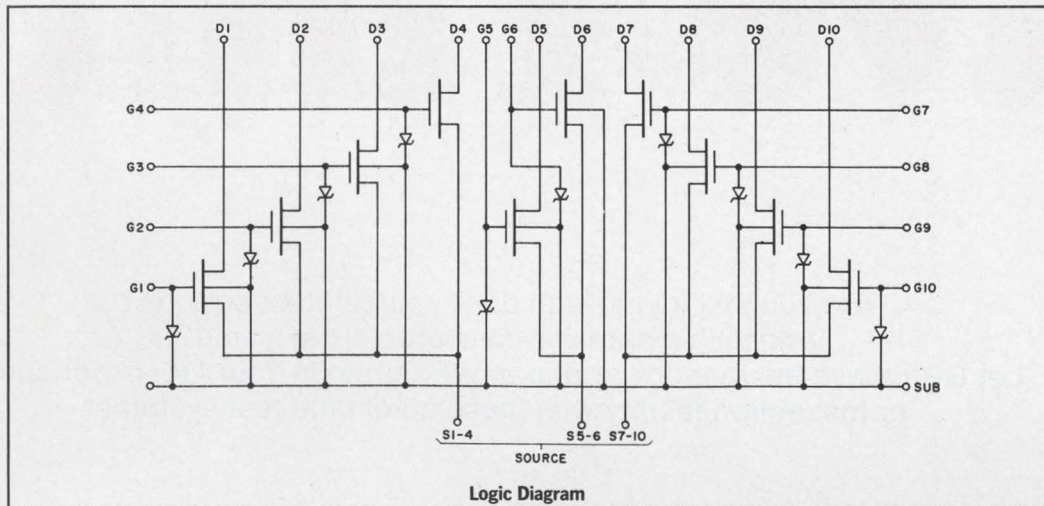 D1 D2 D3 D4 G5 G6 D5 D6 D7 D8 D9 D10
G4 G7
G3 G8
G2 G9
G1 G10
SUB
S1-4 S5-6 S7-10
SOURCE
Logic Diagram